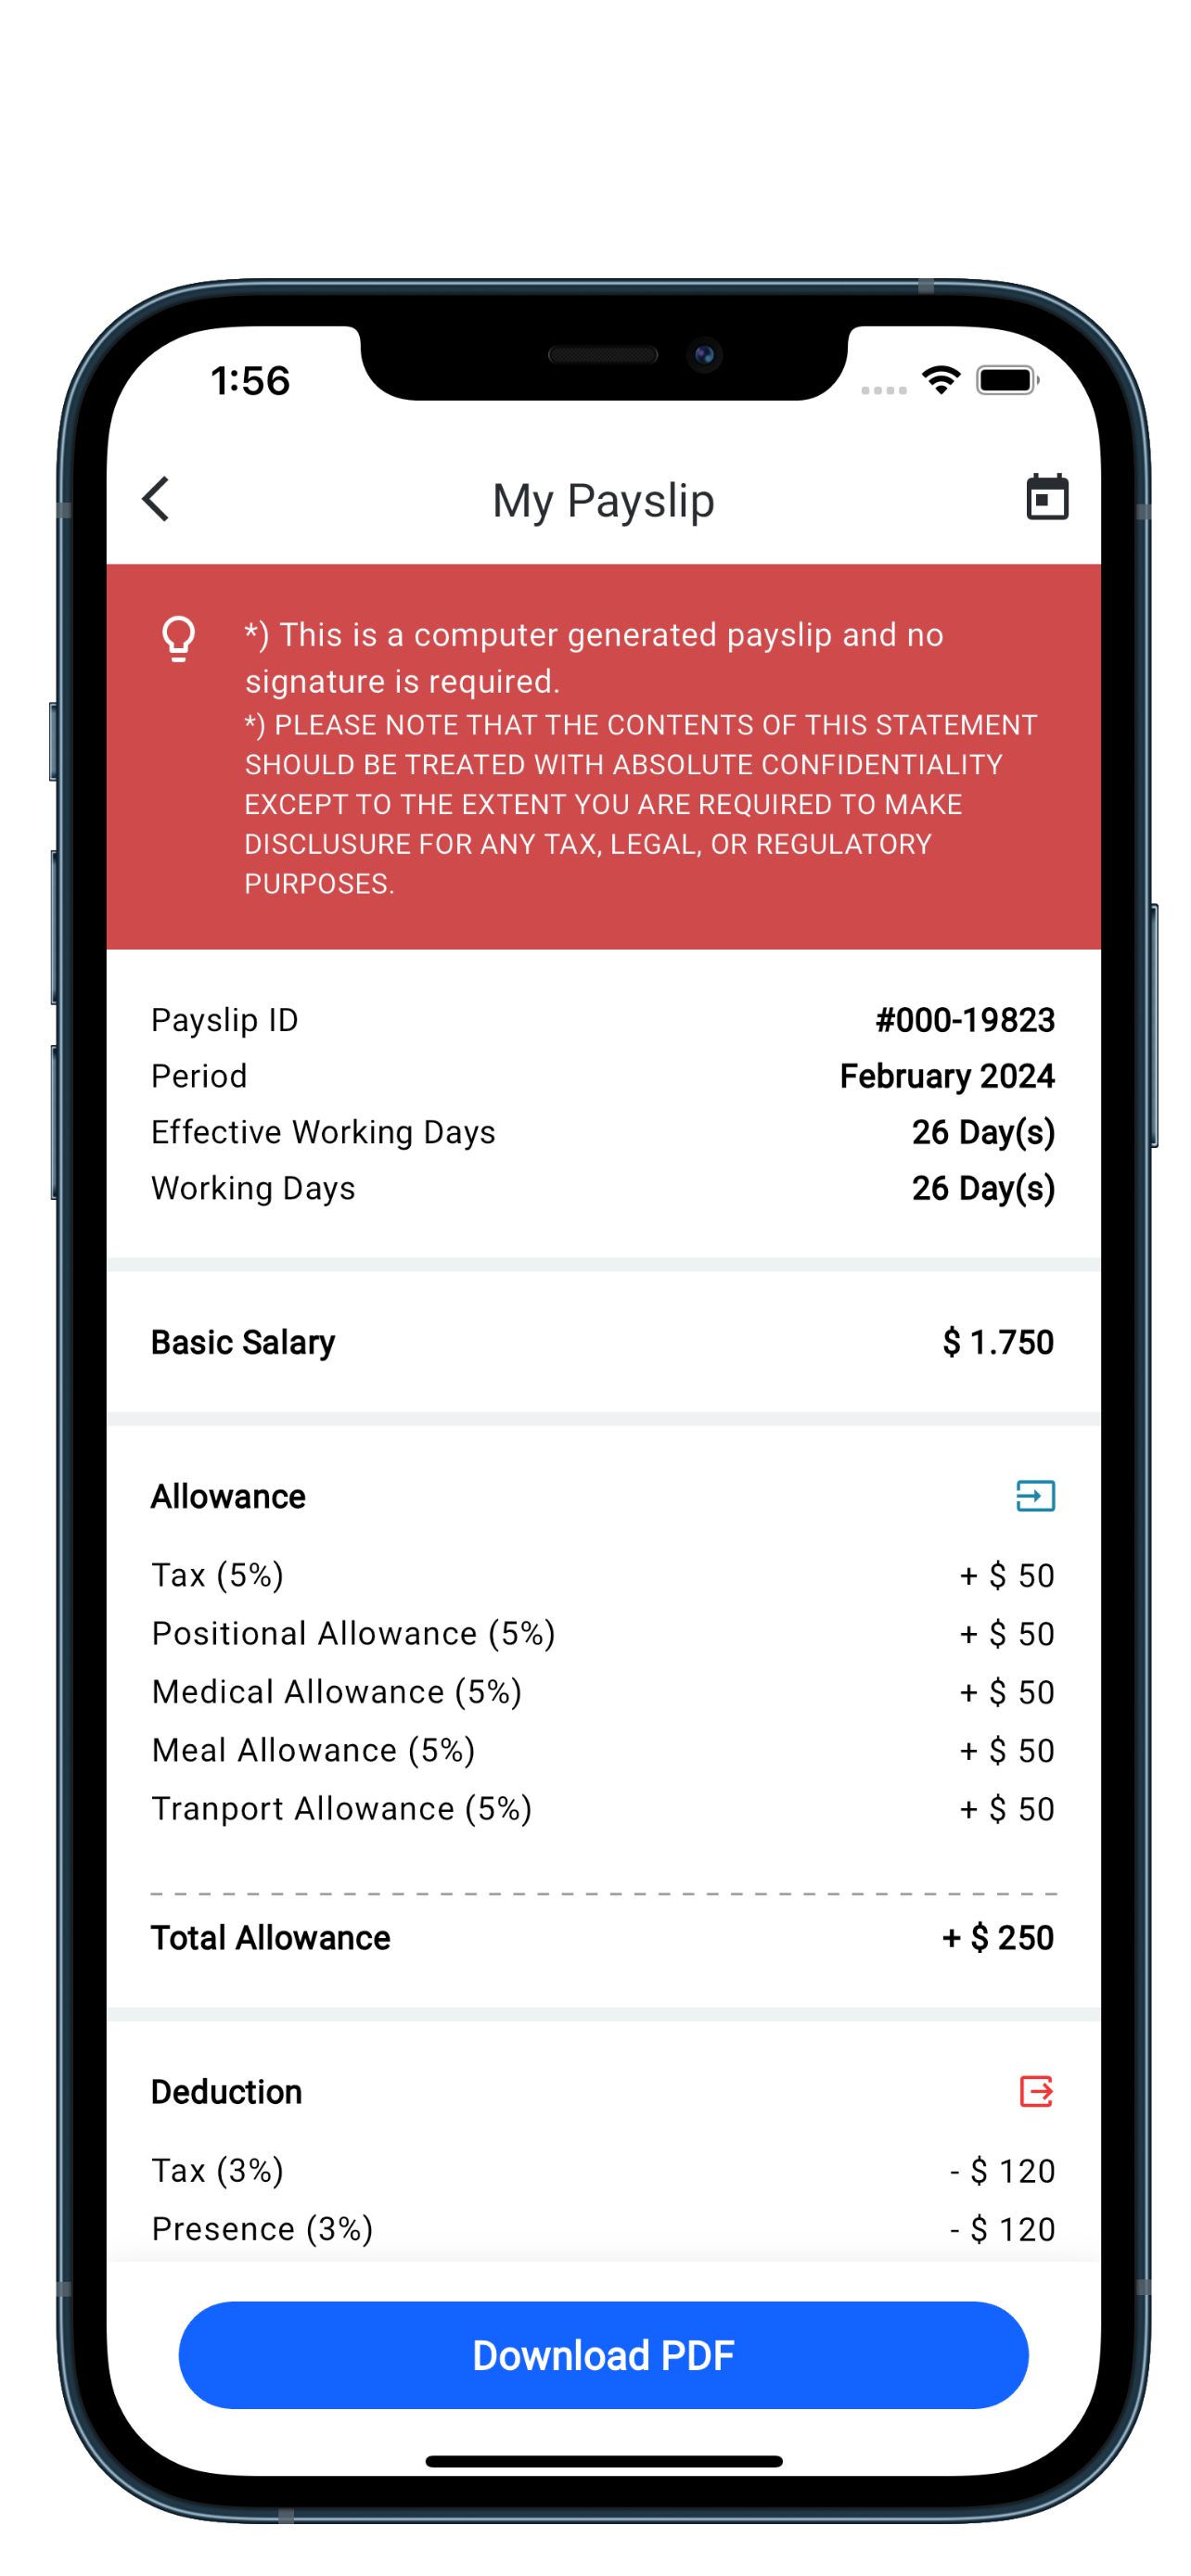 1:56
My Payslip
*) This is a computer generated payslip and no
signature is required.
*) PLEASE NOTE THAT THE CONTENTS OF THIS STATEMENT
SHOULD BE TREATED WITH ABSOLUTE CONFIDENTIALITY
EXCEPT TO THE EXTENT YOU ARE REQUIRED TO MAKE
DISCLUSURE FOR ANY TAX, LEGAL, OR REGULATORY
PURPOSES.
Payslip ID #000-19823
Period February 2024
Effective Working Days 26 Day(s)
Working Days 26 Day(s)
Basic Salary $ 1.750
Allowance
Tax (5%) + $ 50
Positional Allowance (5%) + $ 50
Medical Allowance (5%) + $ 50
Meal Allowance (5%) + $ 50
Tranport Allowance (5%) + $ 50
Total Allowance + $ 250
Deduction
Tax (3%) - $ 120
Presence (3%) - $ 120
Download PDF